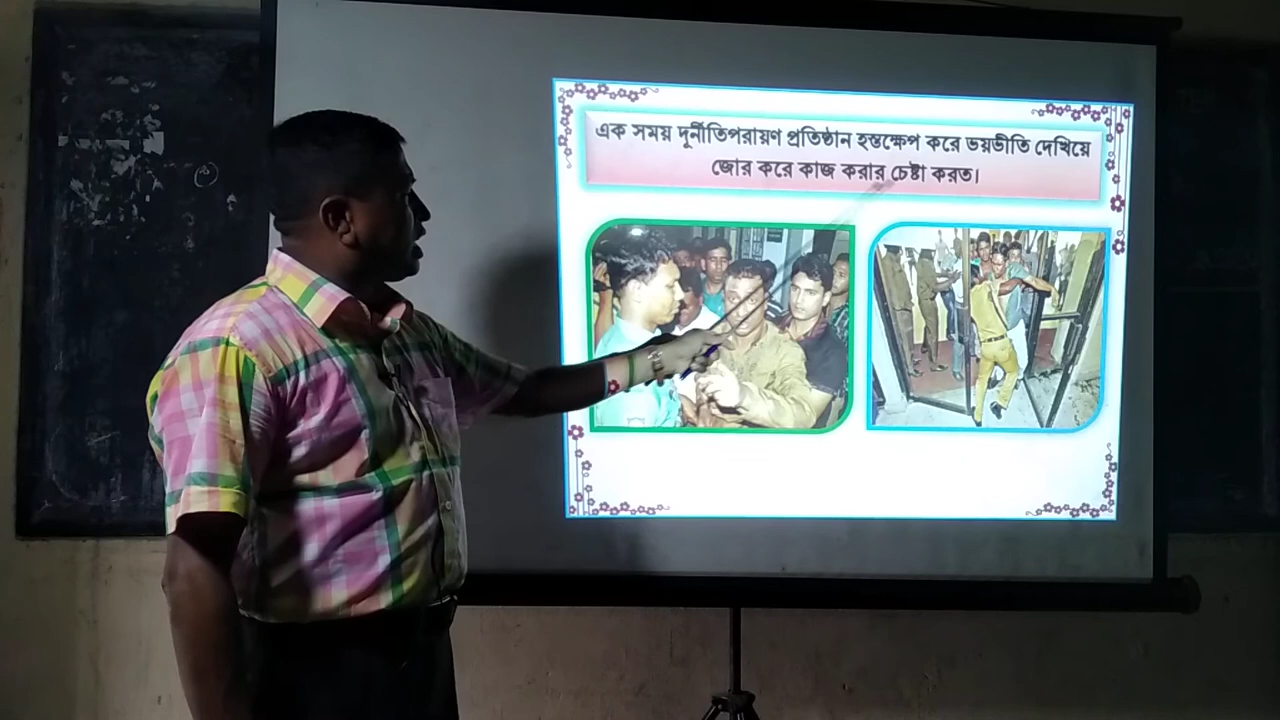 এক সময় দূর্নীতিপরায়ণ প্রতিষ্ঠান হস্তক্ষেপ করে ভয়ভীতি দেখিয়ে
জোর করে কাজ করার চেষ্টা করত।